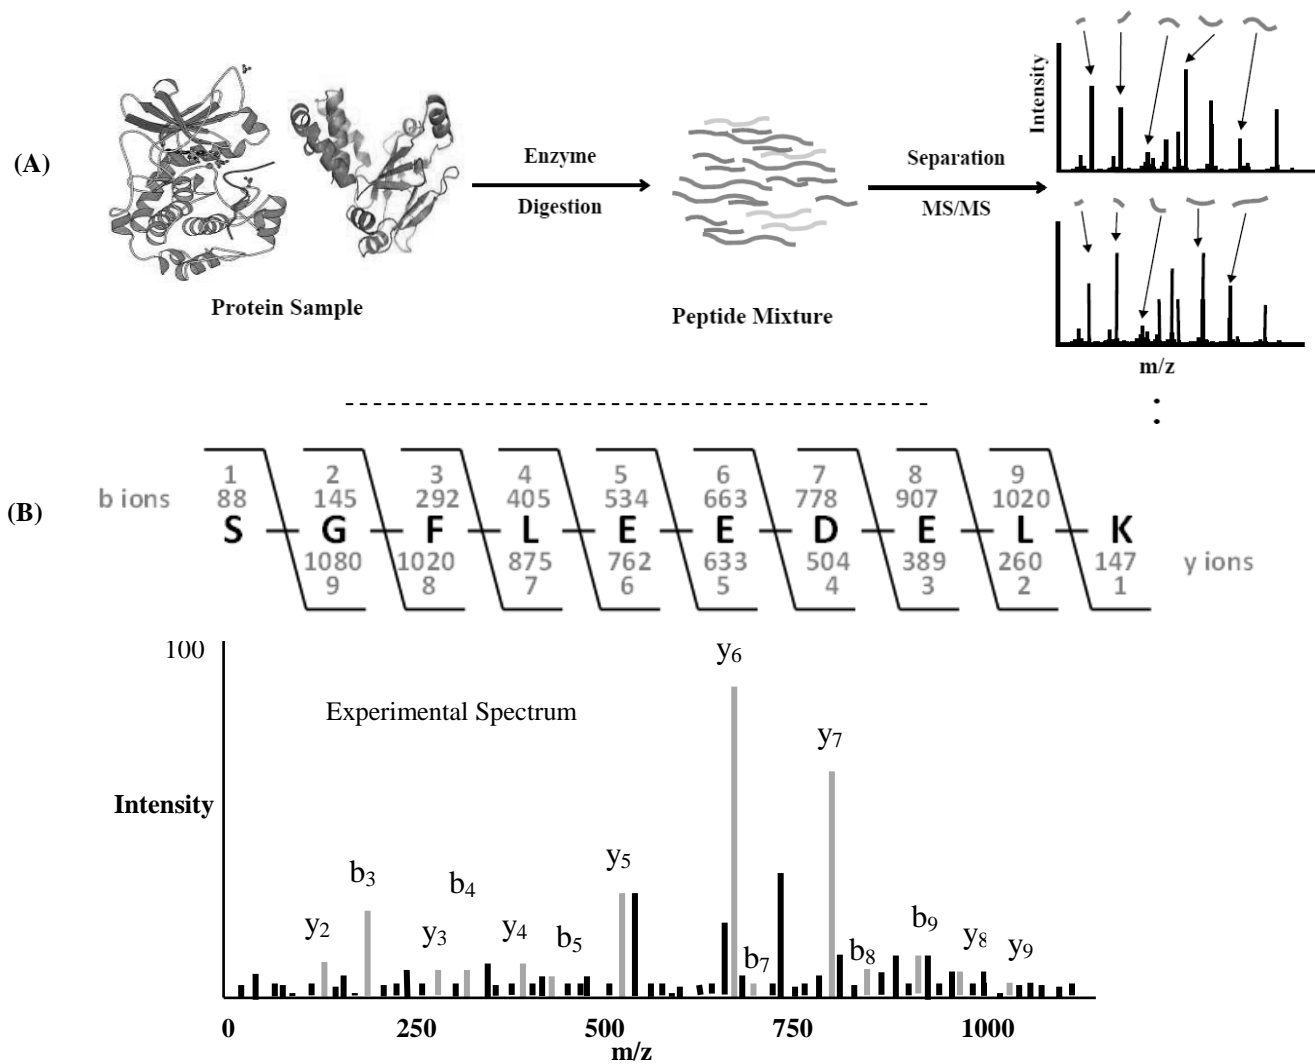 (A)
Protein Sample
Enzyme
Digestion
Peptide Mixture
Separation
MS/MS
Intensity
m/z
(B)
b ions
1 2 3 4 5 6 7 8 9
88 145 292 405 534 663 778 907 1020
S G F L E E D E L K
1080 1020 875 762 633 504 389 260 147
9 8 7 6 5 4 3 2 1
y ions
100
Experimental Spectrum
Intensity
y2
b3
y3
b4
y4
b5
y5
y6
b7
y7
b8
b9
y8
y9
0 250 500 750 1000
m/z